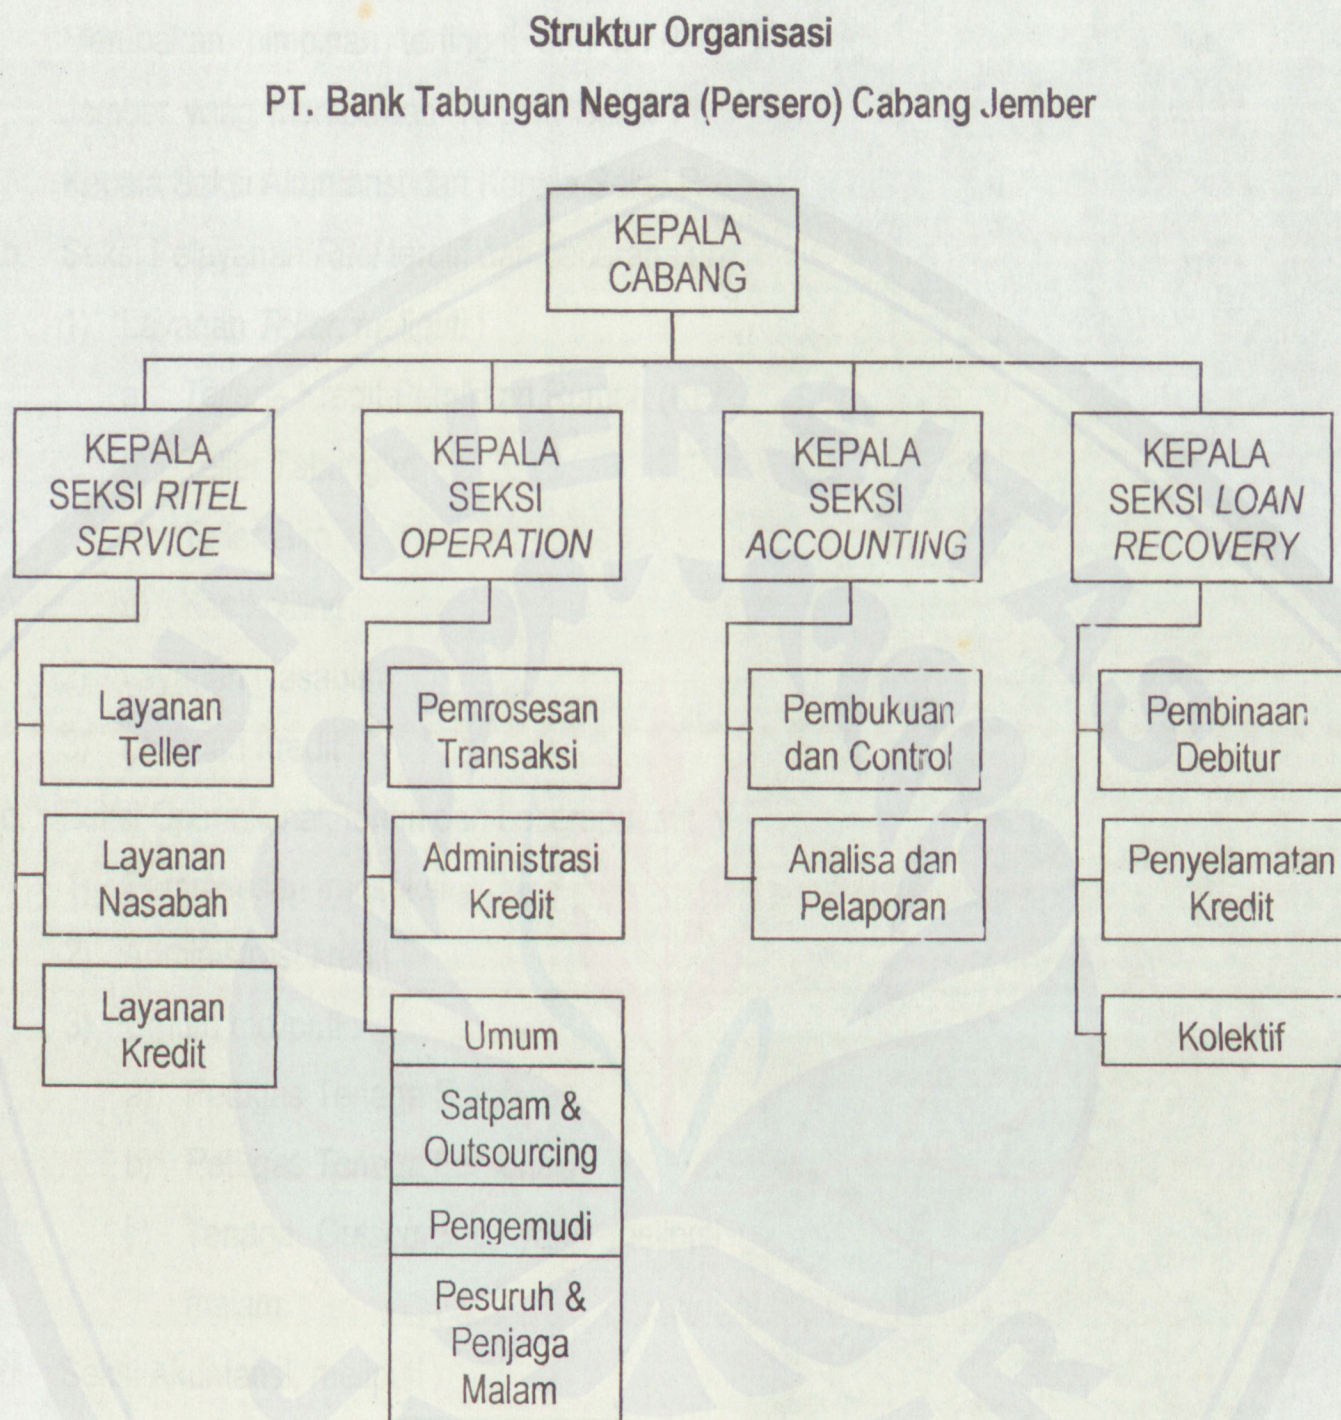 Struktur Organisasi
PT. Bank Tabungan Negara (Persero) Cabang Jember
KEPALA
CABANG
KEPALA
SEKSI RITEL
SERVICE
KEPALA
SEKSI
OPERATION
KEPALA
SEKSI
ACCOUNTING
KEPALA
SEKSI LOAN
RECOVERY
Layanan
Teller
Layanan
Nasabah
Layanan
Kredit
Pemrosesan
Transaksi
Administrasi
Kredit
Umum
Satpam &
Outsourcing
Pengemudi
Pesuruh &
Penjaga
Malam
Pembukuan
dan Control
Analisa dan
Pelaporan
Pembinaan
Debitur
Penyelamatan
Kredit
Kolektif
UNIVERSITAS